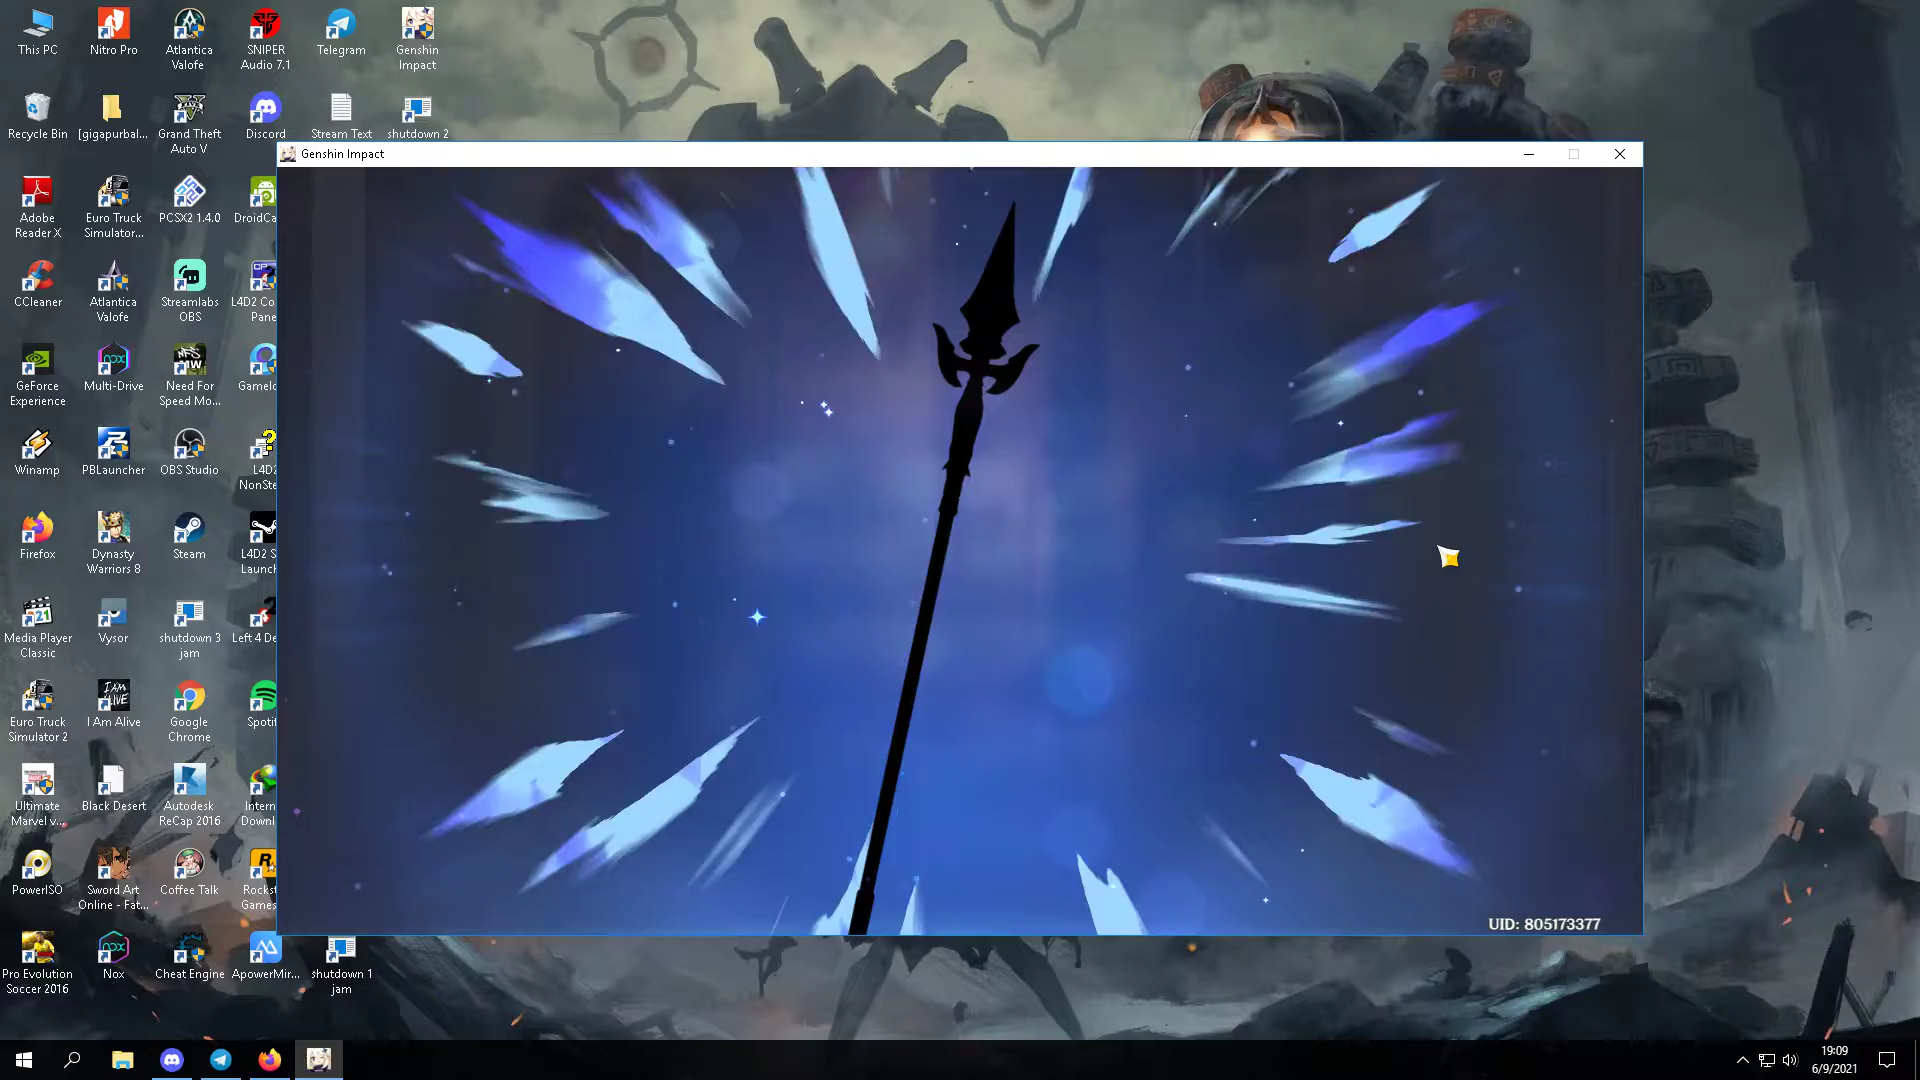 This PC
Nitro Pro
Atlantica
Valofe
SNIPER
Audio 7.1
Telegram
Genshin
Impact
Recycle Bin
[gigapurbal...
Grand Theft
Auto V
Discord
Stream Text
shutdown 2
Genshin Impact
Adobe
Reader X
Euro Truck
Simulator...
PCSX2 1.4.0
DroidCa
CCleaner
Atlantica
Valofe
Streamlabs
OBS
L4D2 Co
Pane
GeForce
Experience
Multi-Drive
Need For
Speed Mo...
Gamelo
Winamp
PBLauncher
OBS Studio
L4D2
NonSte
Firefox
Dynasty
Warriors 8
Steam
L4D2 S
Launch
Media Player
Classic
Vysor
shutdown 3
jam
Left 4 De
Euro Truck
Simulator 2
I Am Alive
Google
Chrome
Spotif
Ultimate
Marvel v...
Black Desert
Autodesk
ReCap 2016
Intern
Downl
PowerISO
Sword Art
Online - Fat...
Coffee Talk
Rockst
Games
UID: 805173377
Pro Evolution
Soccer 2016
Nox
Cheat Engine
ApowerMir...
shutdown 1
jam
19:09
6/9/2021